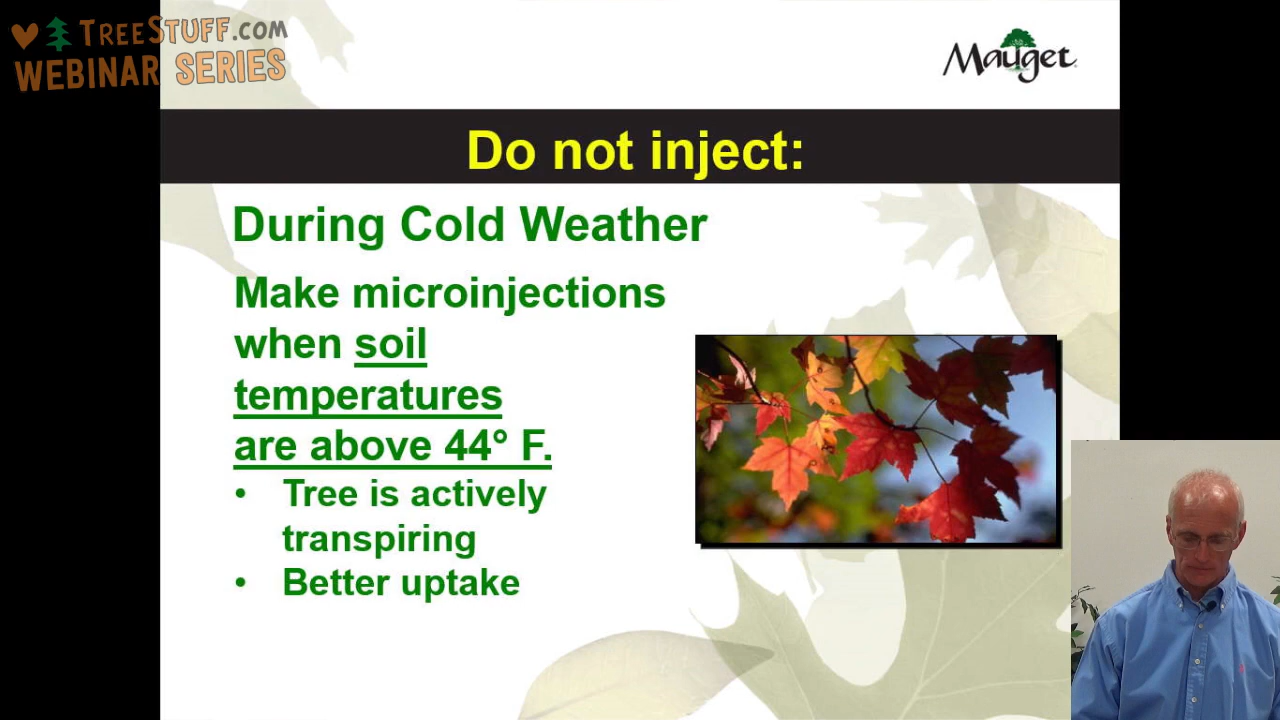 TREESTUFF.COM
WEBINAR SERIES
Mauget
Do not inject:
During Cold Weather
Make microinjections
when soil
temperatures
are above 44° F.
• Tree is actively
transpiring
• Better uptake